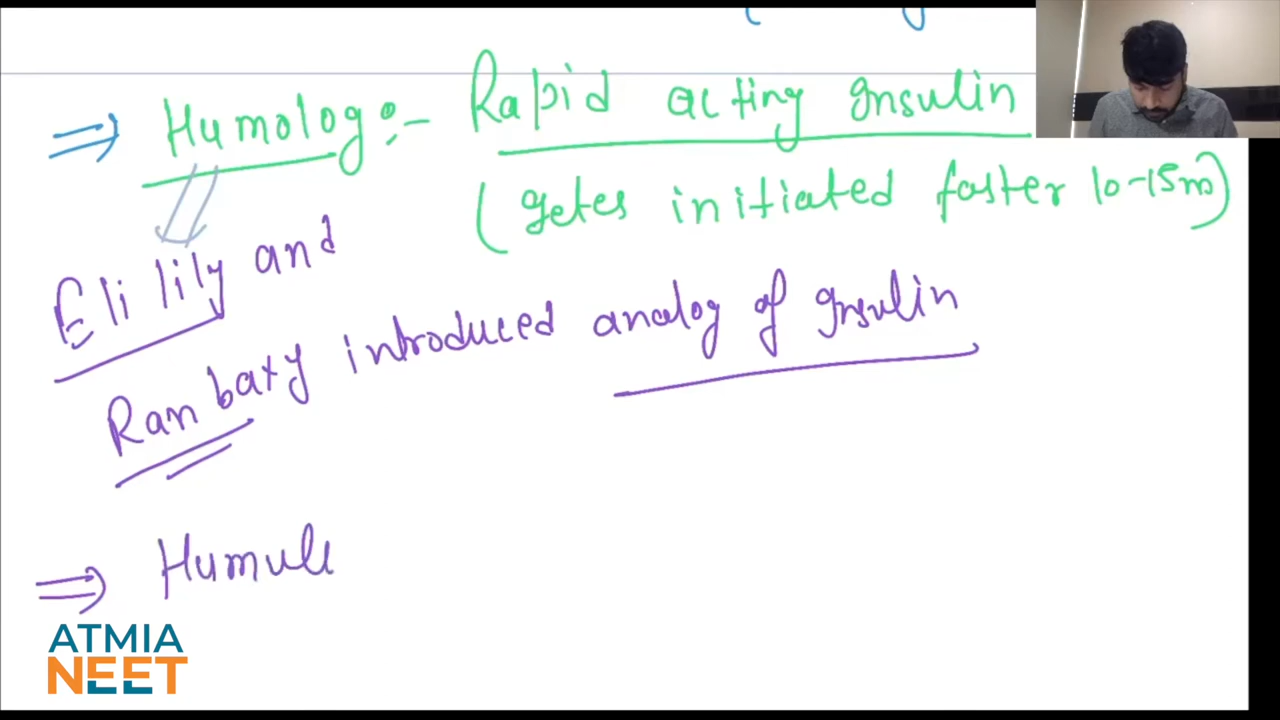 ⇒ Humolog:- Rapid acting Insulin
(getes initiated faster 10-15m)
Eli lily and
Ranbaxy introduced analog of Insulin
⇒ Humul
ATMIA
NEET